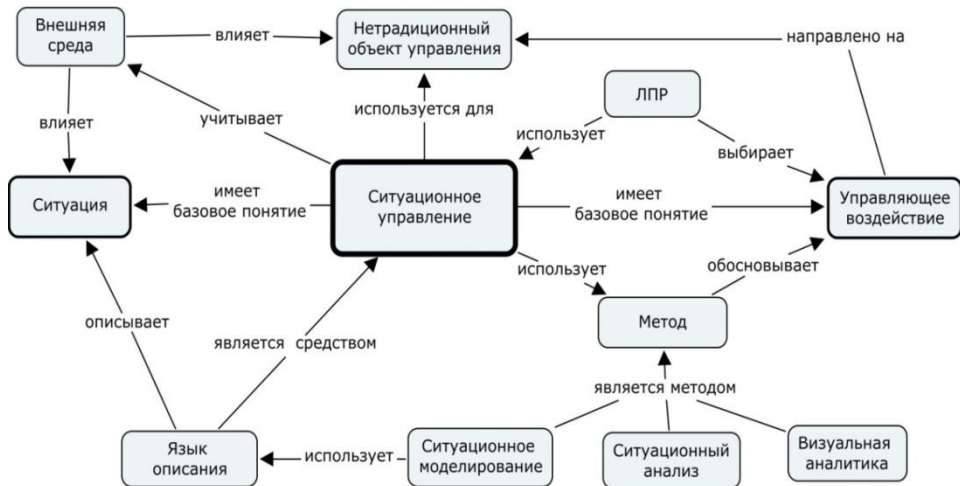 Внешняя
среда
влияет
Нетрадиционный
объект управления
направлено на
ЛПР
влияет
учитывает
используется для
использует
выбирает
Ситуация
имеет
базовое понятие
Ситуационное
управление
имеет
базовое понятие
Управляющее
воздействие
использует
обосновывает
описывает
является средством
Метод
является методом
Язык
описания
использует
Ситуационное
моделирование
Ситуационный
анализ
Визуальная
аналитика